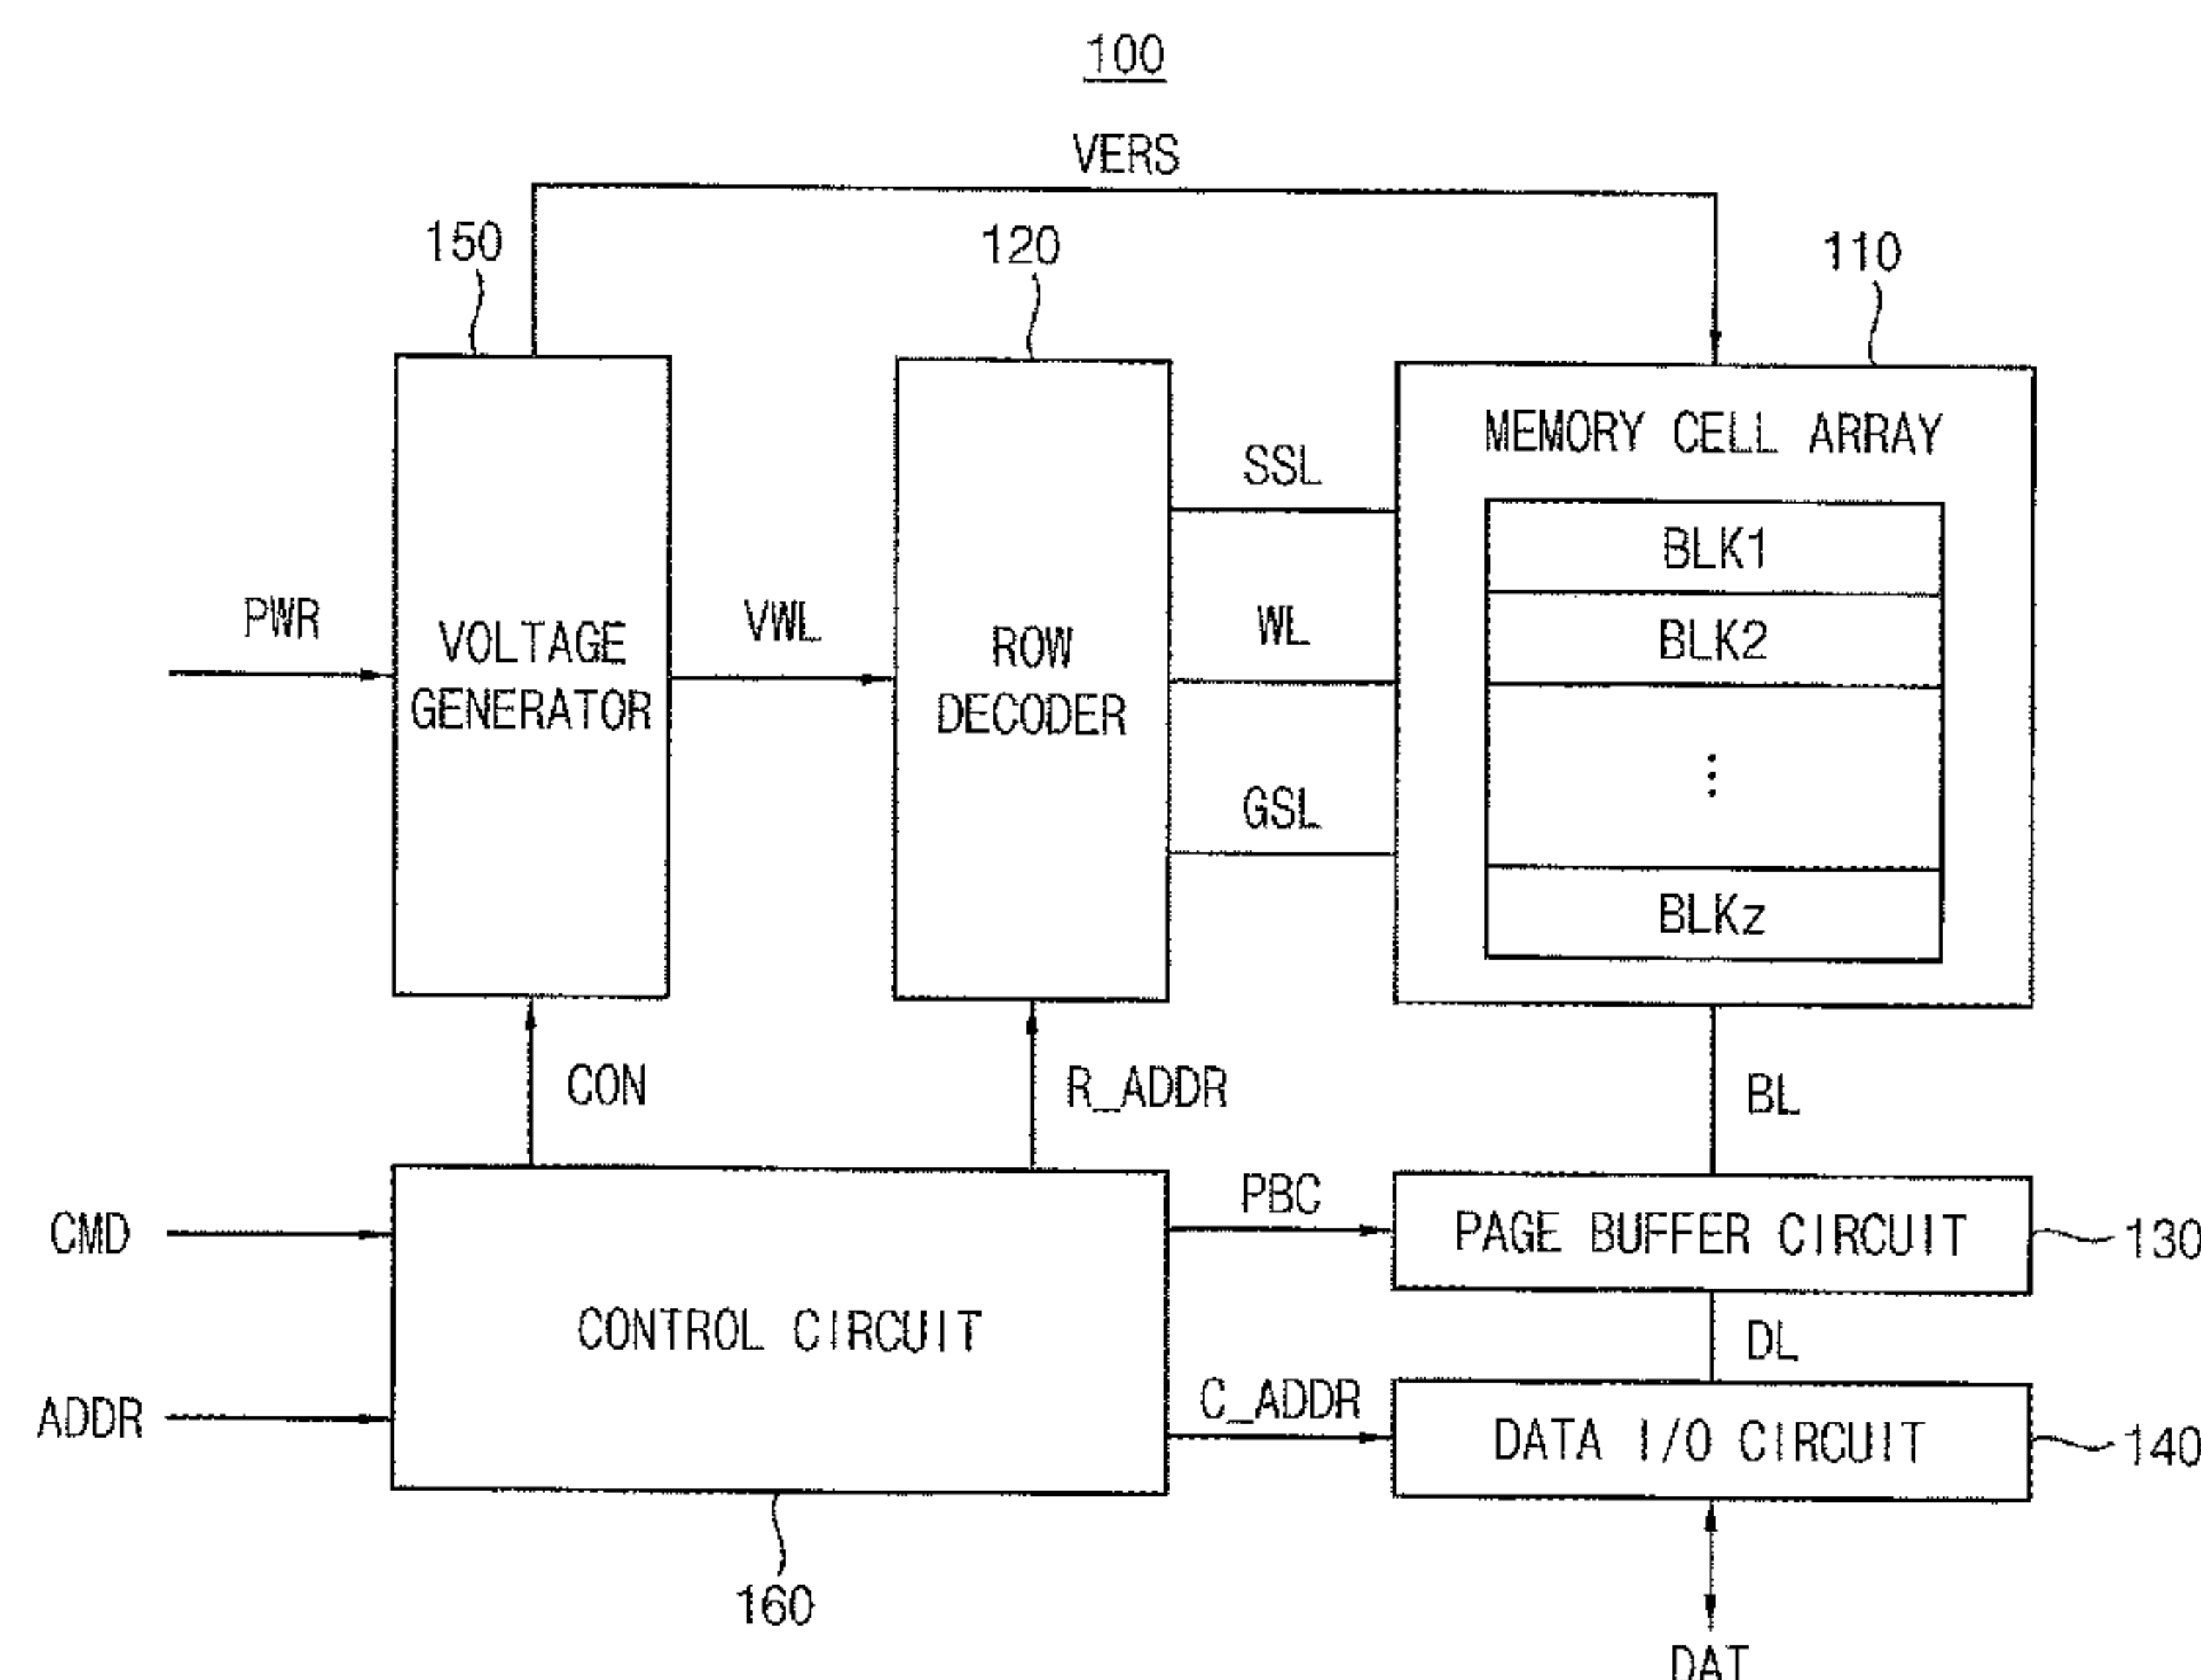 100
VERS
150
120
110
MEMORY CELL ARRAY
SSL
BLK1
PWR
VOLTAGE
GENERATOR
VWL
ROW
DECODER
WL
BLK2
GSL
BLKz
CON
R_ADDR
BL
CMD
PBC
PAGE BUFFER CIRCUIT
130
CONTROL CIRCUIT
DL
ADDR
C_ADDR
DATA I/O CIRCUIT
140
160
DAT